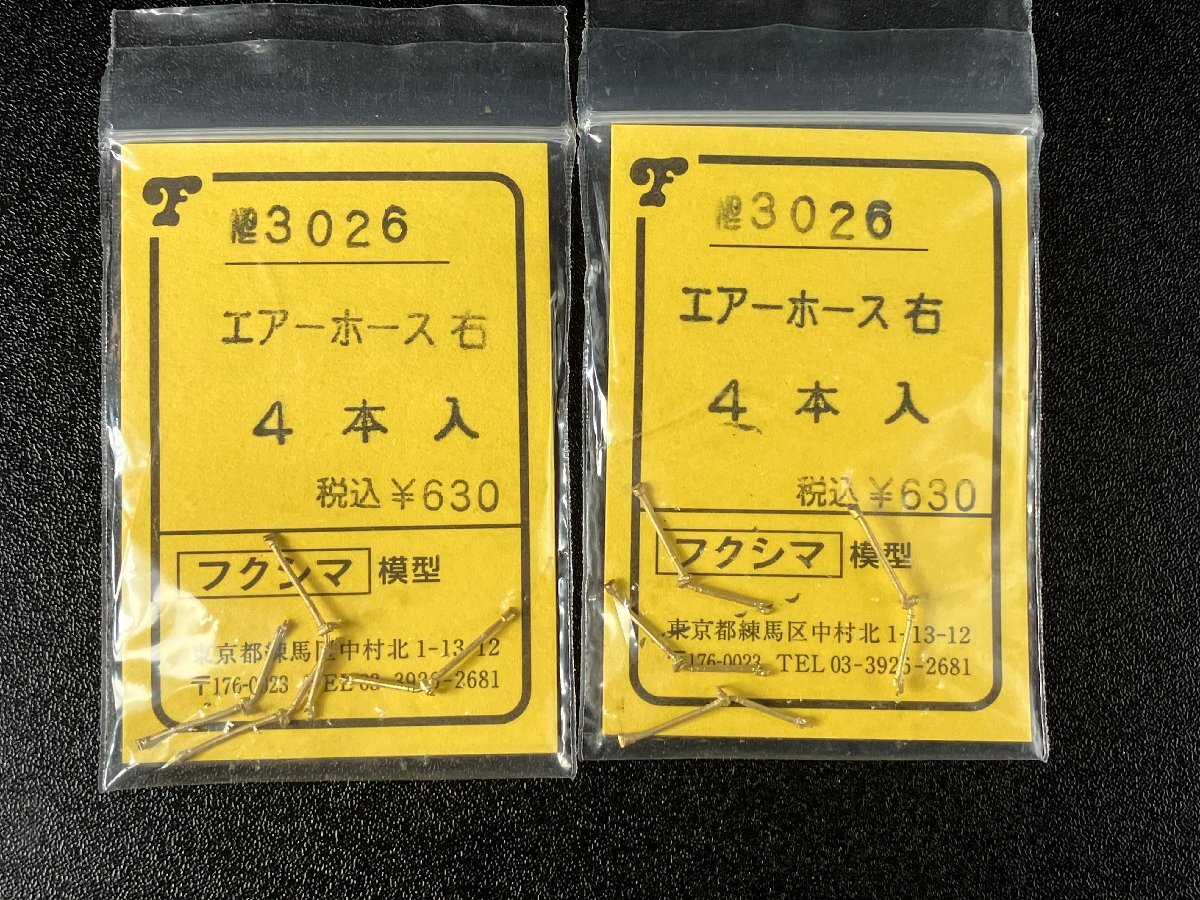 №3026
エアーホース右
4本入
税込¥630
フクシマ 模型
東京都練馬区中村北1-13-12
〒176-0023 TEL 03-3926-2681
№3026
エアーホース右
4本入
税込¥630
フクシマ 模型
東京都練馬区中村北1-13-12
〒176-0023 TEL 03-3926-2681